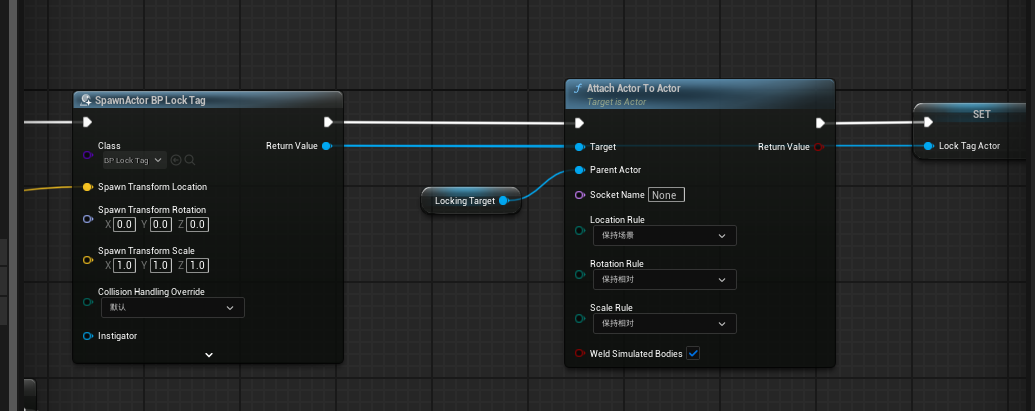 SpawnActor BP Lock Tag
Class
BP Lock Tag
Return Value
Spawn Transform Location
Spawn Transform Rotation
X 0.0 Y 0.0 Z 0.0
Spawn Transform Scale
X 1.0 Y 1.0 Z 1.0
Collision Handling Override
默认
Instigator
Locking Target
f Attach Actor To Actor
Target is Actor
Target
Return Value
Parent Actor
Socket Name None
Location Rule
保持场景
Rotation Rule
保持相对
Scale Rule
保持相对
Weld Simulated Bodies
SET
Lock Tag Actor